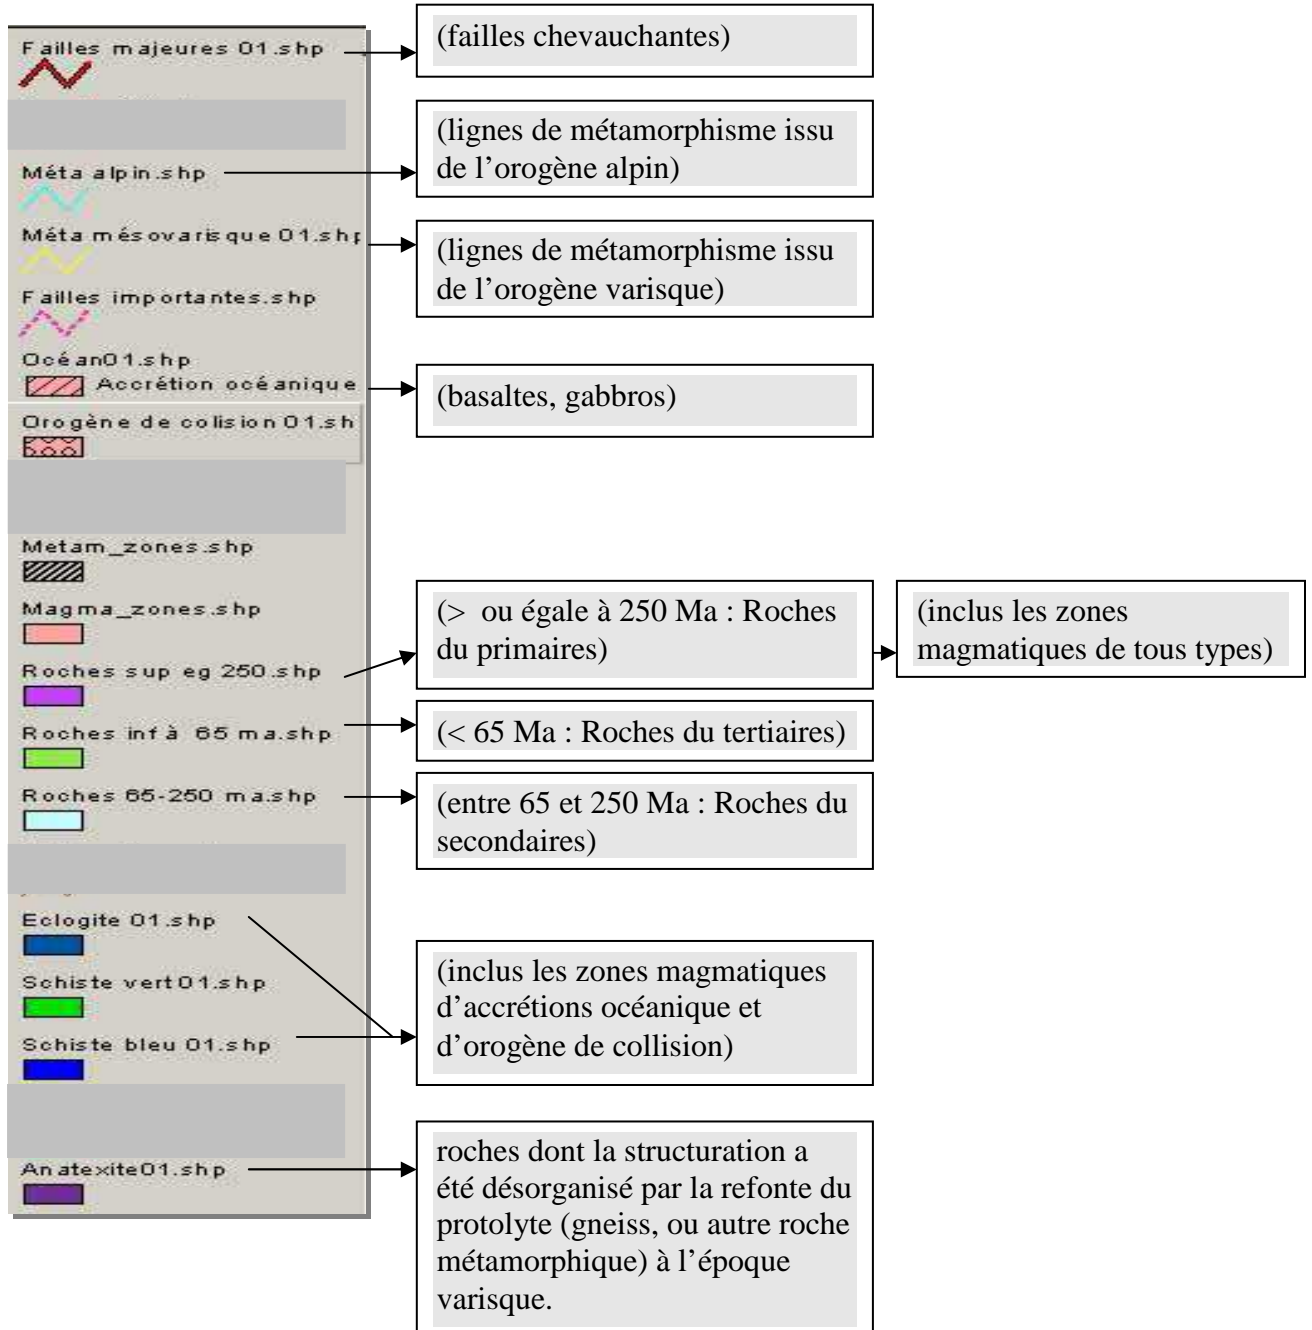 Failles majeures 01.shp
(failles chevauchantes)
(lignes de métamorphisme issu
de l'orogène alpin)
Méta alpin.shp
Méta mésovarisque 01.shp
(lignes de métamorphisme issu
de l'orogène varisque)
Failles importantes.shp
Océan01.shp
Accrétion océanique
(basaltes, gabbros)
Orogène de colision 01.sh
Metam_zones.shp
Magma_zones.shp
(> ou égale à 250 Ma : Roches
du primaires)
(inclus les zones
magmatiques de tous types)
Roches sup eg 250.shp
Roches inf à 65 ma.shp
(< 65 Ma : Roches du tertiaires)
Roches 65-250 ma.shp
(entre 65 et 250 Ma : Roches du
secondaires)
Eclogite 01.shp
Schiste vert01.shp
Schiste bleu 01.shp
(inclus les zones magmatiques
d'accrétions océanique et
d'orogène de collision)
Anatexite01.shp
roches dont la structuration a
été désorganisé par la refonte du
protolyte (gneiss, ou autre roche
métamorphique) à l'époque
varisque.